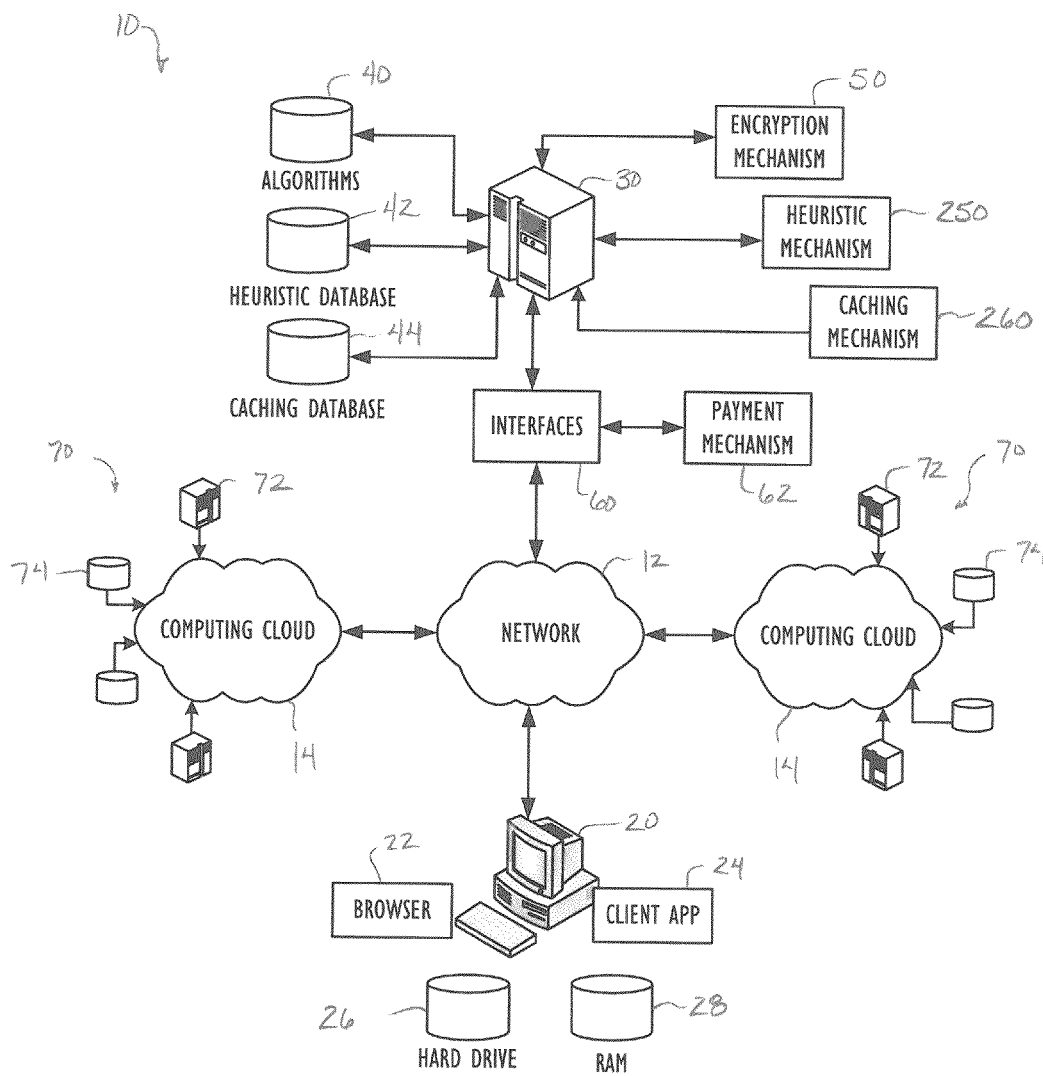 10
40
50
ENCRYPTION
MECHANISM
ALGORITHMS
30
42
HEURISTIC
MECHANISM
250
HEURISTIC DATABASE
44
CACHING
MECHANISM
260
CACHING DATABASE
INTERFACES
60
PAYMENT
MECHANISM
62
70
72
74
COMPUTING CLOUD
14
12
NETWORK
70
72
74
COMPUTING CLOUD
14
20
22
BROWSER
24
CLIENT APP
26
HARD DRIVE
28
RAM